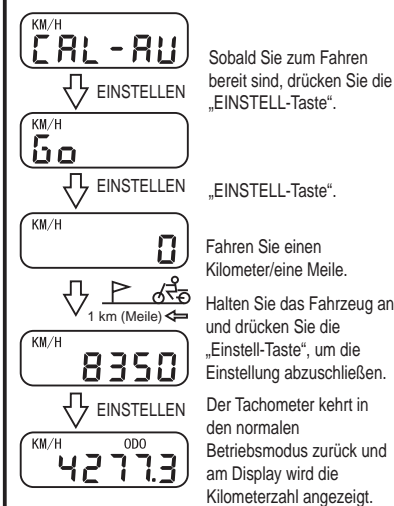 KM/H
CAL-AU
Sobald Sie zum Fahren
bereit sind, drücken Sie die
„EINSTELL-Taste".
EINSTELLEN
KM/H
Go
EINSTELLEN
„EINSTELL-Taste".
KM/H
0
Fahren Sie einen
Kilometer/eine Meile.
1 km (Meile)
Halten Sie das Fahrzeug an
und drücken Sie die
„Einstell-Taste", um die
Einstellung abzuschließen.
KM/H
8350
EINSTELLEN
Der Tachometer kehrt in
den normalen
Betriebsmodus zurück und
am Display wird die
Kilometerzahl angezeigt.
KM/H ODO
4277.3